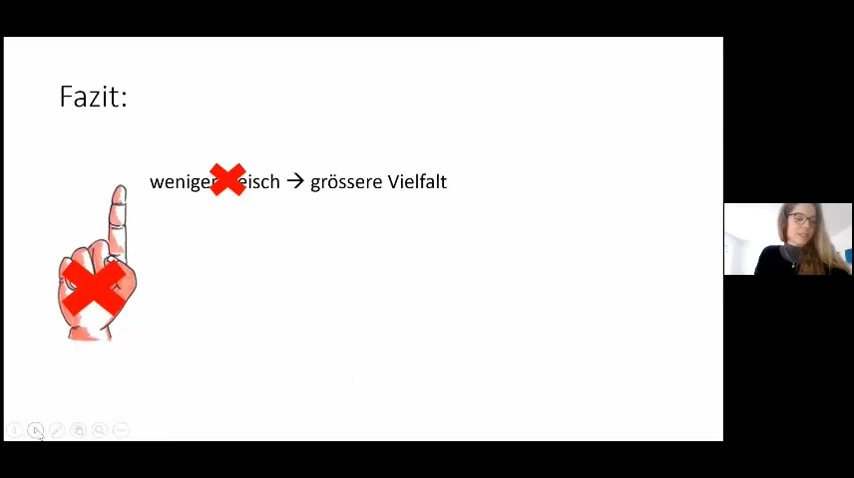 Fazit:
weniger eisch → grössere Vielfalt